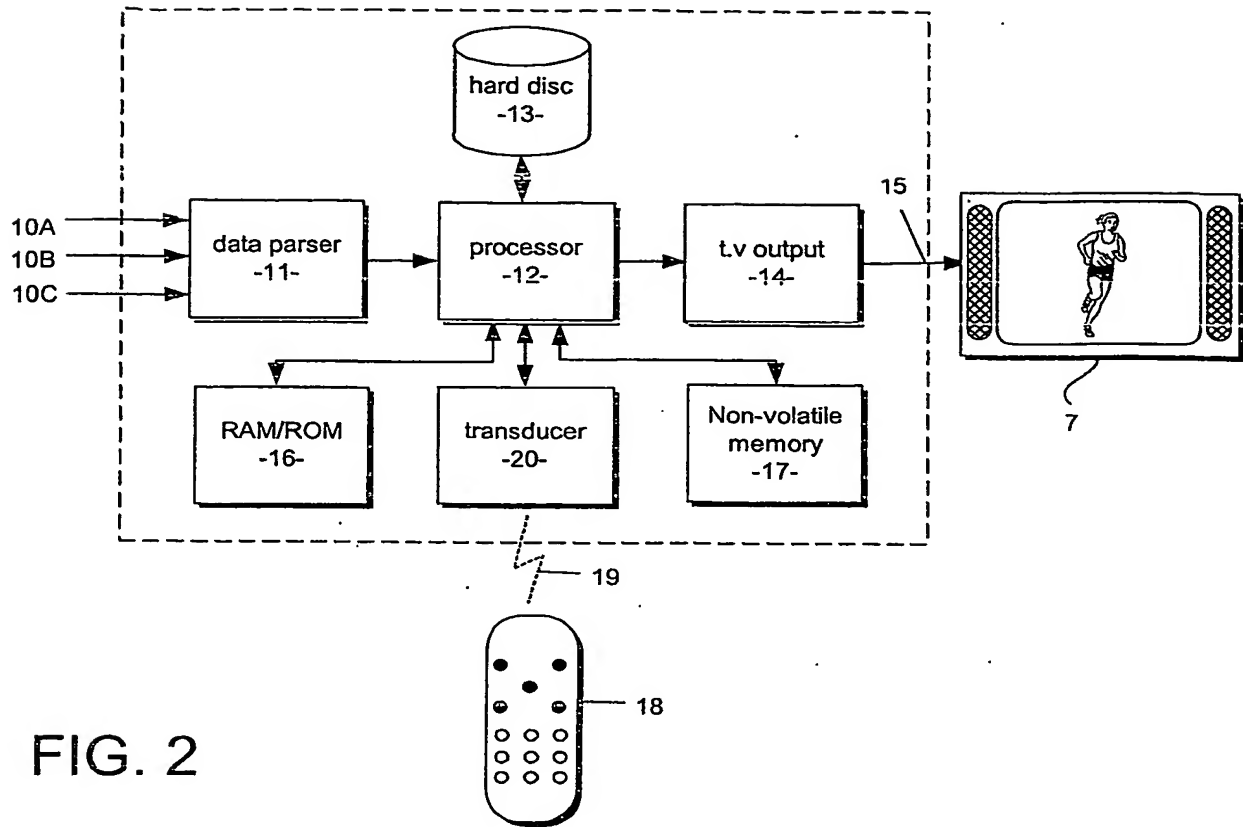 hard disc
-13-
15
10A
10B
10C
data parser
-11-
processor
-12-
t.v output
-14-
7
RAM/ROM
-16-
transducer
-20-
Non-volatile
memory
-17-
19
18
FIG. 2